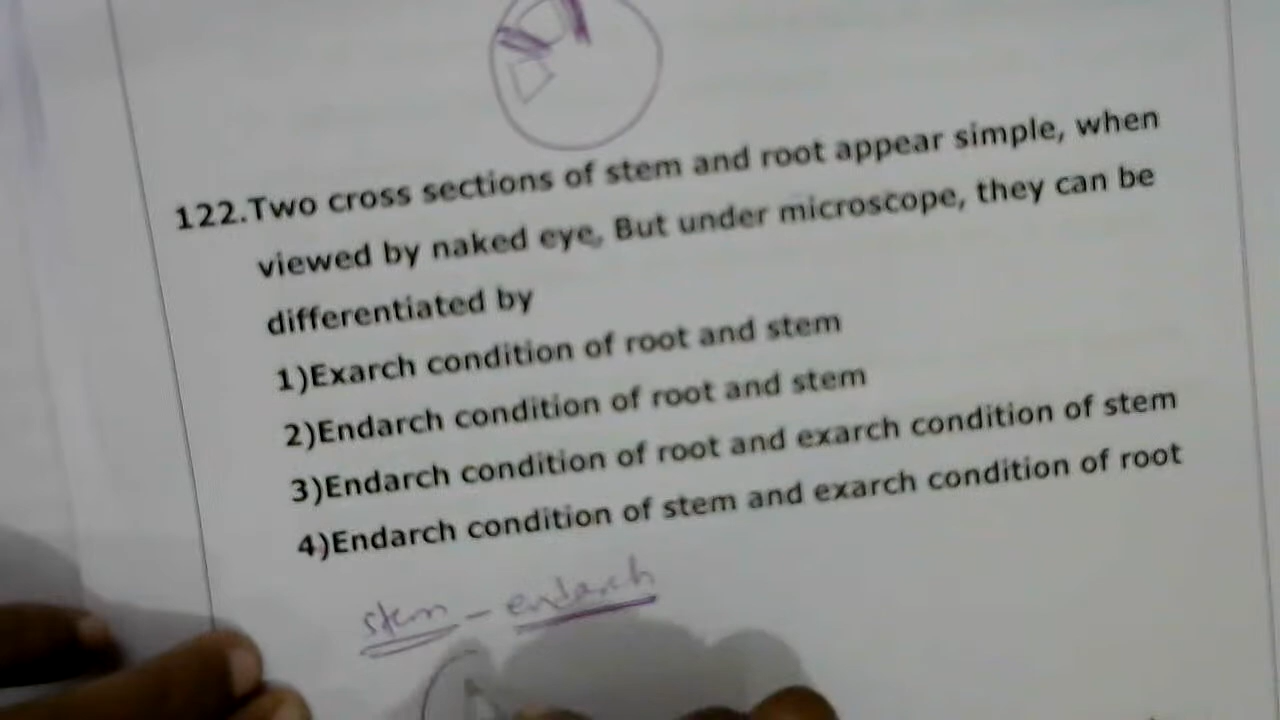 122.Two cross sections of stem and root appear simple, when
viewed by naked eye, But under microscope, they can be
differentiated by
1)Exarch condition of root and stem
2)Endarch condition of root and stem
3)Endarch condition of root and exarch condition of stem
4)Endarch condition of stem and exarch condition of root
stem - endarch